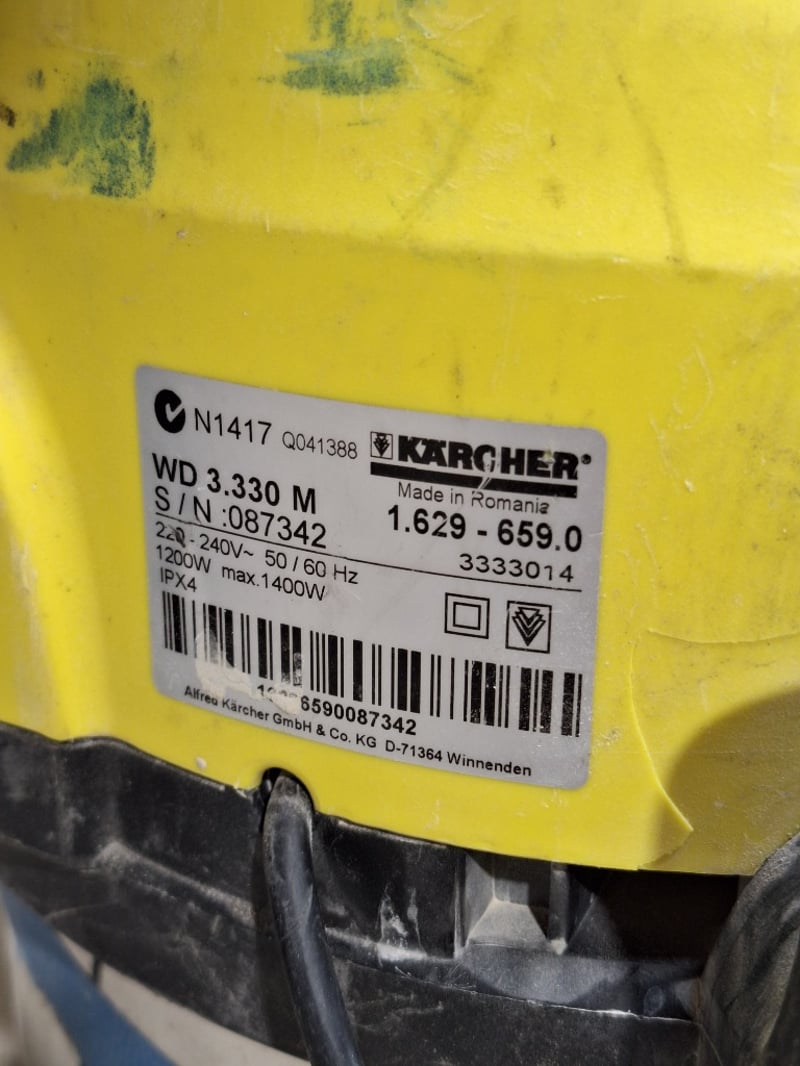 N1417 Q041388 KÄRCHER®
Made in Romania
WD 3.330 M
1.629 - 659.0
S / N :087342
3333014
220 - 240V~ 50 / 60 Hz
1200W max.1400W
IPX4
6590087342
Alfred Kärcher GmbH & Co. KG D-71364 Winnenden